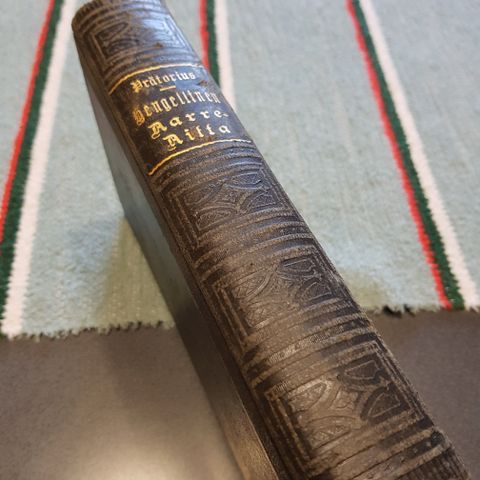 Prätorius
Hengellinen
Aarre-
Aitta